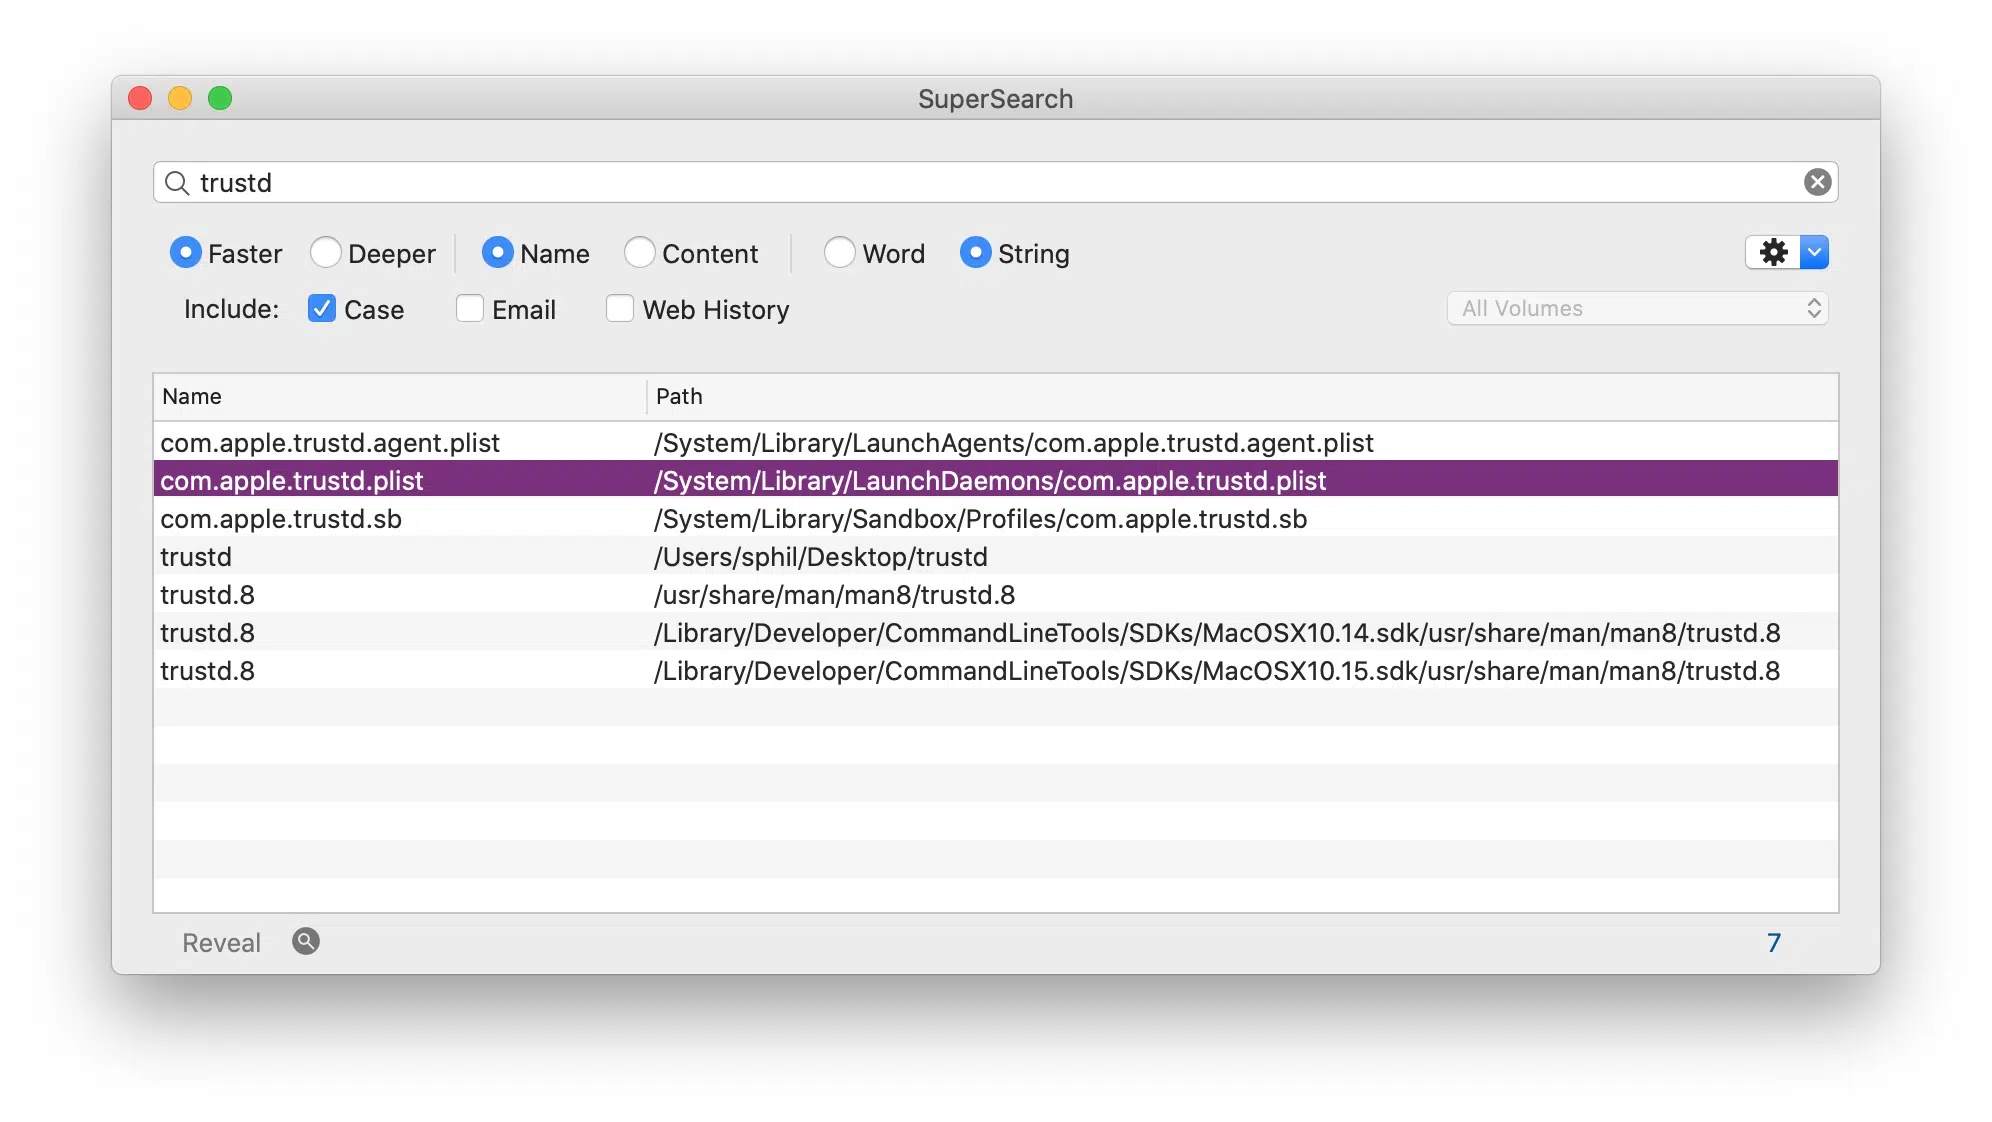 SuperSearch
trustd
Faster Deeper Name Content Word String
Include: Case Email Web History All Volumes
Name Path
com.apple.trustd.agent.plist /System/Library/LaunchAgents/com.apple.trustd.agent.plist
com.apple.trustd.plist /System/Library/LaunchDaemons/com.apple.trustd.plist
com.apple.trustd.sb /System/Library/Sandbox/Profiles/com.apple.trustd.sb
trustd /Users/sphil/Desktop/trustd
trustd.8 /usr/share/man/man8/trustd.8
trustd.8 /Library/Developer/CommandLineTools/SDKs/MacOSX10.14.sdk/usr/share/man/man8/trustd.8
trustd.8 /Library/Developer/CommandLineTools/SDKs/MacOSX10.15.sdk/usr/share/man/man8/trustd.8
Reveal 7